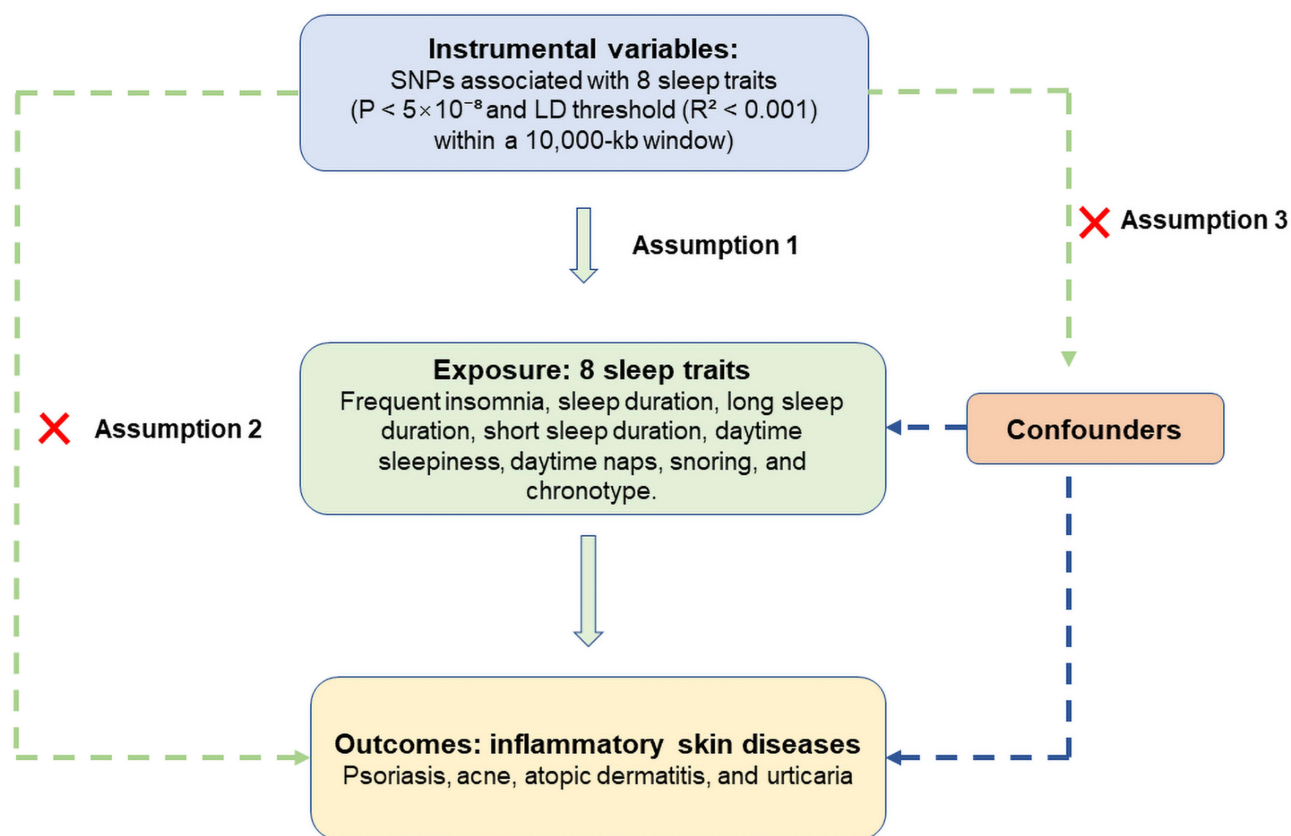 Instrumental variables:
SNPs associated with 8 sleep traits
(P < 5×10⁻⁸ and LD threshold (R² < 0.001)
within a 10,000-kb window)
Assumption 3
Assumption 1
Exposure: 8 sleep traits
Frequent insomnia, sleep duration, long sleep
duration, short sleep duration, daytime
sleepiness, daytime naps, snoring, and
chronotype.
Assumption 2
Confounders
Outcomes: inflammatory skin diseases
Psoriasis, acne, atopic dermatitis, and urticaria